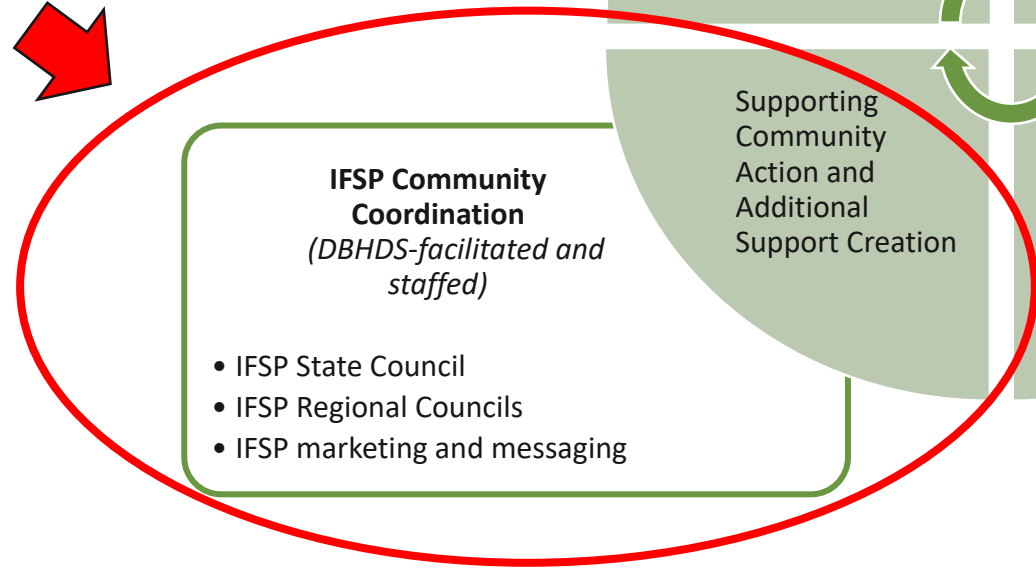 IFSP Community
Coordination
(DBHDS-facilitated and
staffed)
• IFSP State Council
• IFSP Regional Councils
• IFSP marketing and messaging
Supporting
Community
Action and
Additional
Support Creation